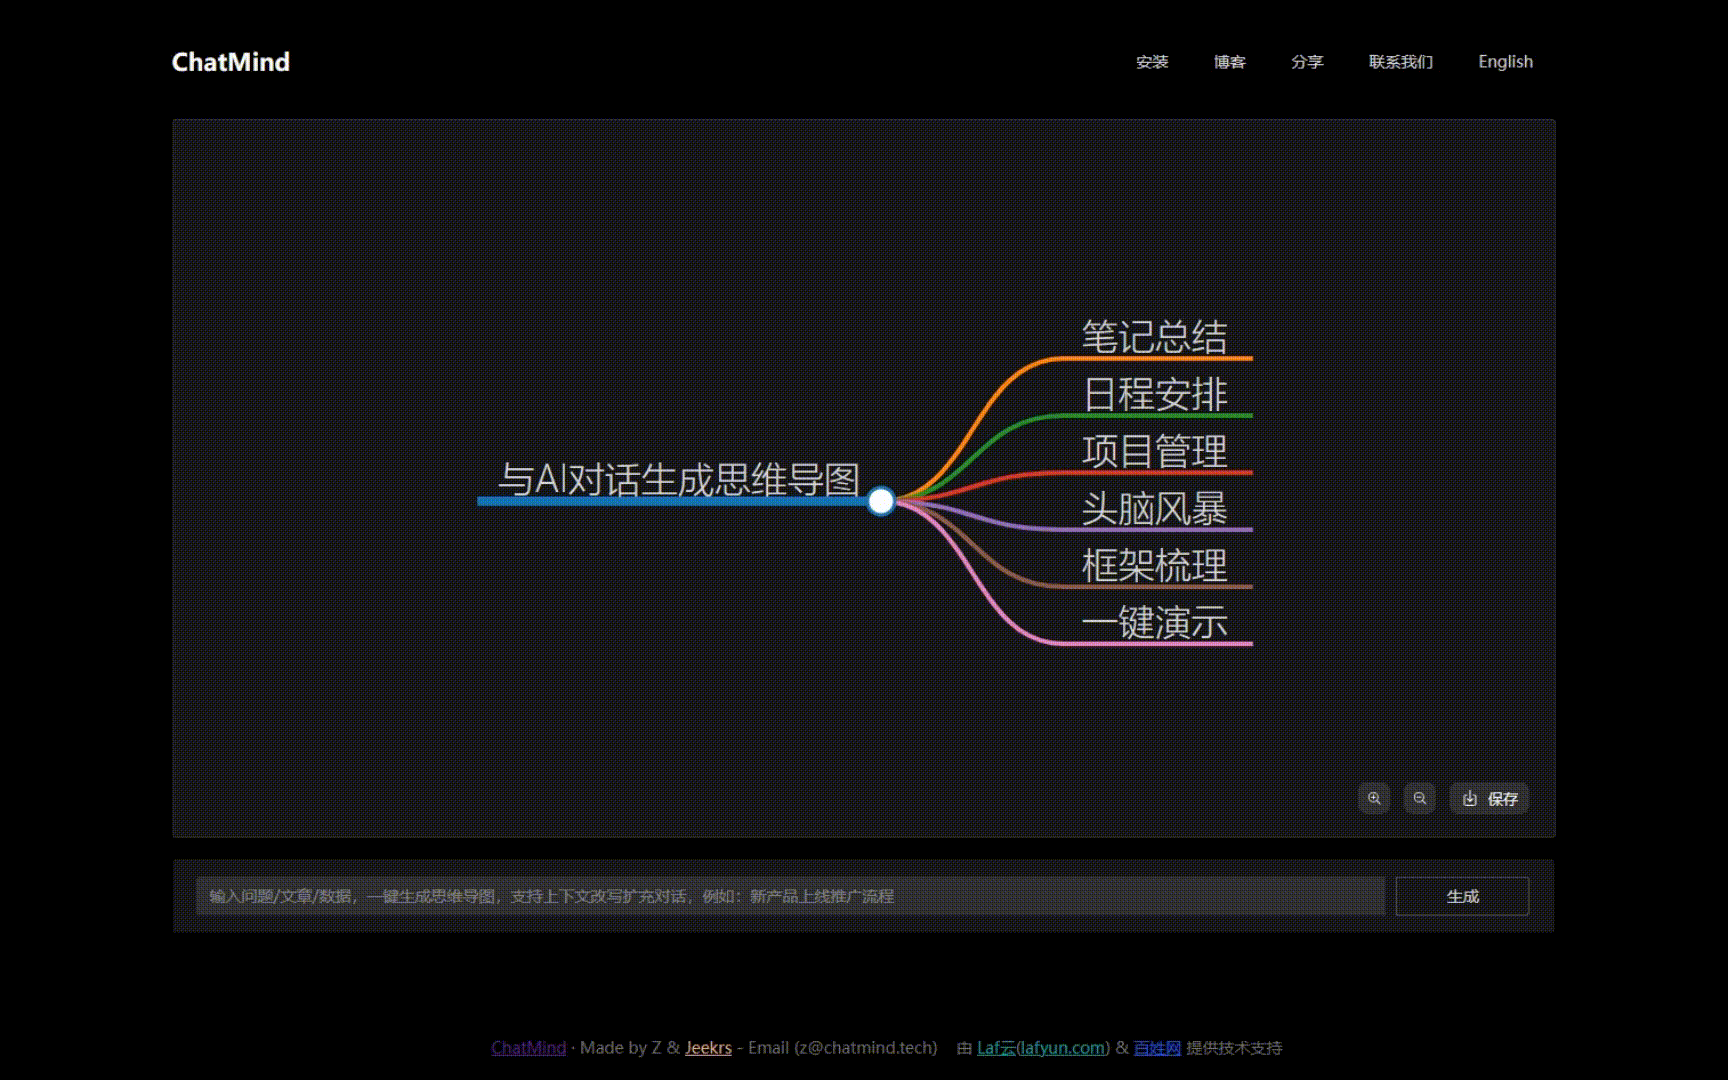 ChatMind
安装 博客 分享 联系我们 English
笔记总结
日程安排
项目管理
与AI对话生成思维导图
头脑风暴
框架梳理
一键演示
保存
输入问题/文章/数据，一键生成思维导图，支持上下文改写扩充对话，例如：新产品上线推广流程
生成
ChatMind · Made by Z & Jeekrs - Email (z@chatmind.tech) 由 Laf云(lafyun.com) & 百姓网 提供技术支持